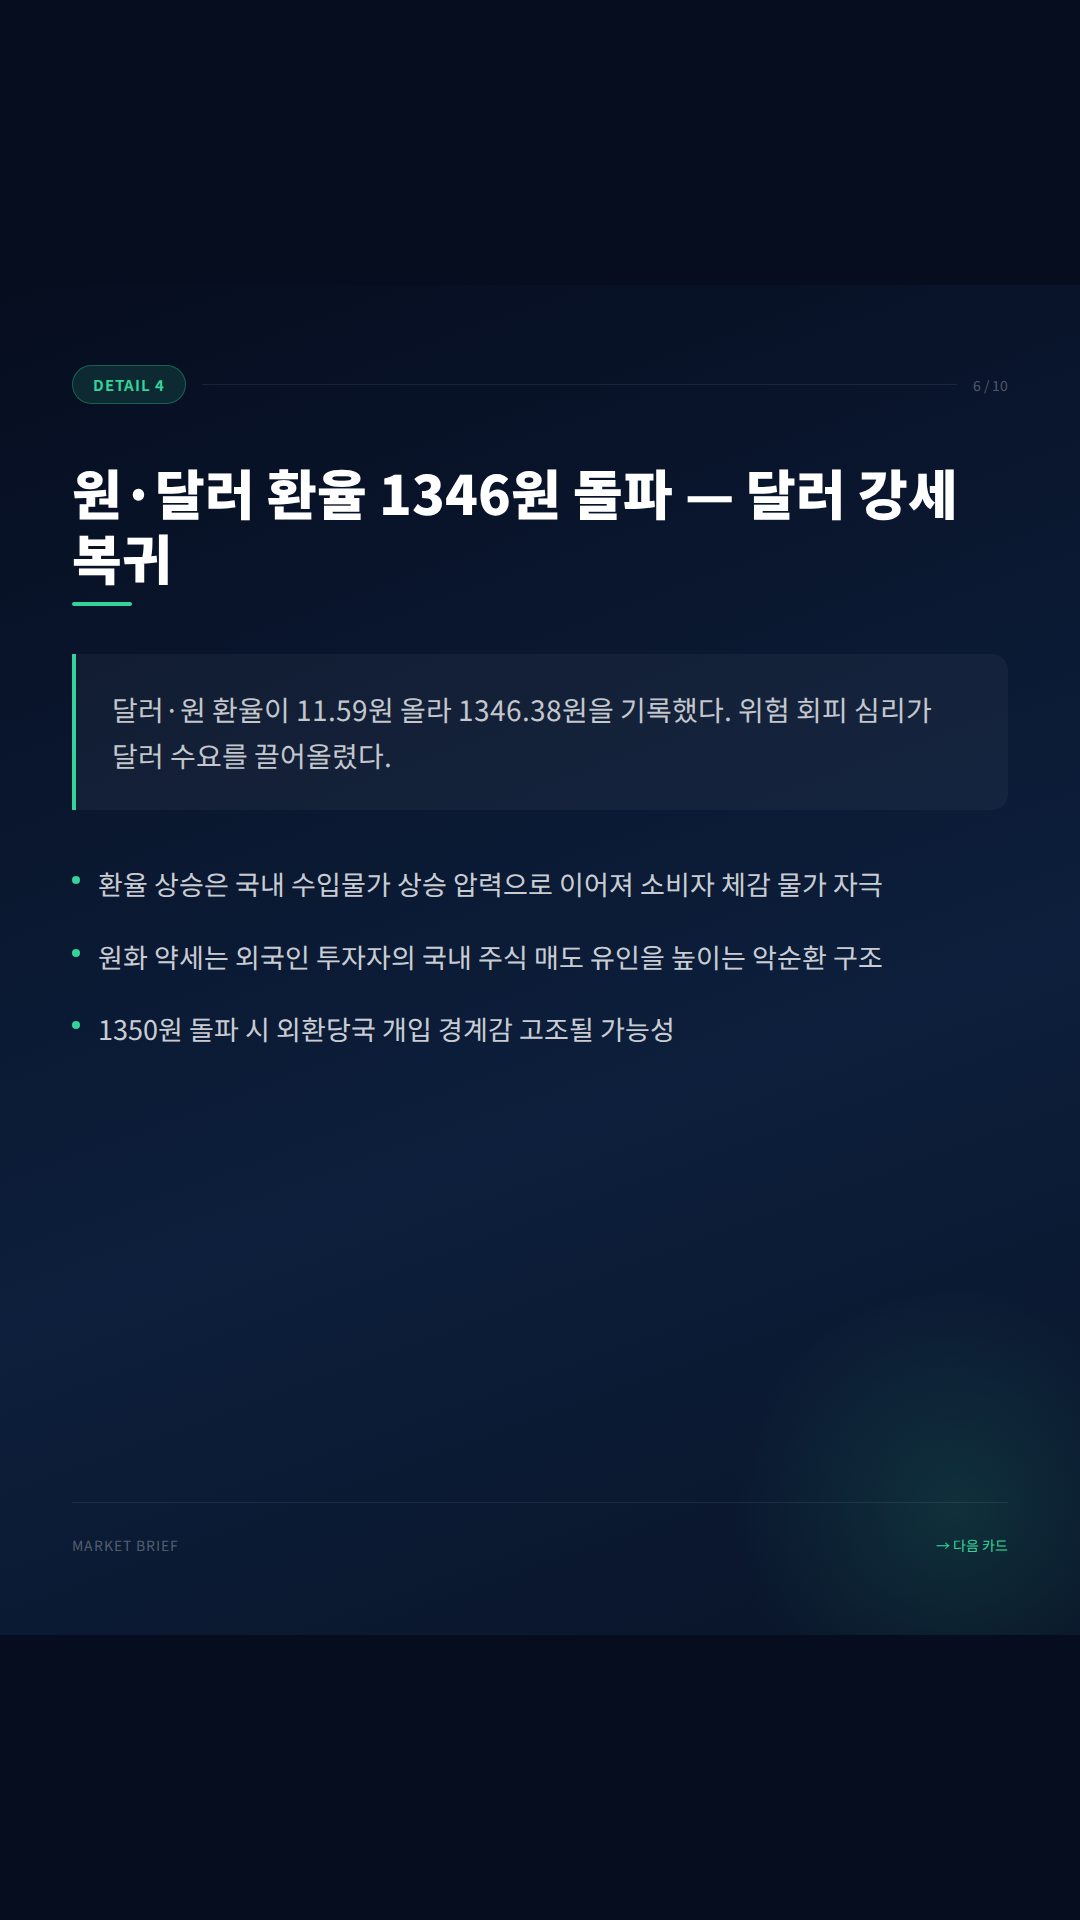 DETAIL 4
6 / 10
원·달러 환율 1346원 돌파 — 달러 강세
복귀
달러·원 환율이 11.59원 올라 1346.38원을 기록했다. 위험 회피 심리가
달러 수요를 끌어올렸다.
• 환율 상승은 국내 수입물가 상승 압력으로 이어져 소비자 체감 물가 자극
• 원화 약세는 외국인 투자자의 국내 주식 매도 유인을 높이는 악순환 구조
• 1350원 돌파 시 외환당국 개입 경계감 고조될 가능성
MARKET BRIEF
→ 다음 카드